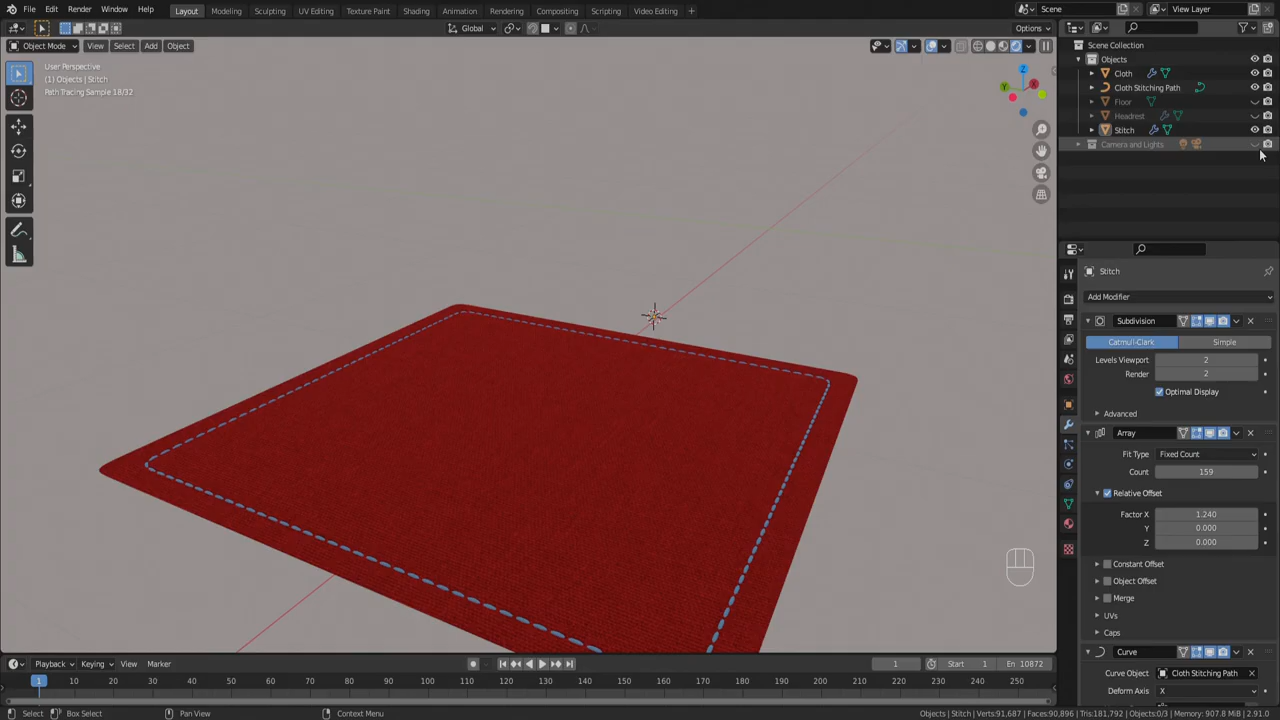 File Edit Render Window Help
Layout Modeling Sculpting UV Editing Texture Paint Shading Animation Rendering Compositing Scripting Video Editing +
Scene
View Layer
Global
Options
Object Mode View Select Add Object
User Perspective
(1) Objects | Stitch
Path Tracing Sample 18/32
Z
X
Y
Scene Collection
Objects
Cloth
Cloth Stitching Path
Floor
Headrest
Stitch
Camera and Lights
Stitch
Add Modifier
Subdivision
Catmull-Clark Simple
Levels Viewport 2
Render 2
Optimal Display
Advanced
Array
Fit Type Fixed Count
Count 159
Relative Offset
Factor X 1.240
Y 0.000
Z 0.000
Constant Offset
Object Offset
Merge
UVs
Caps
Curve
Curve Object Cloth Stitching Path
Deform Axis X
Playback Keying View Marker
1 Start 1 En 10872
1 10 20 30 40 50 60 70 80 90 100 110 120 130 140 150 160 170 180 190 200 210 220 230 240 250
Select Box Select Pan View Context Menu
Objects | Stitch | Verts:91,687 | Faces:90,896 | Tris:181,792 | Objects:0/3 | Memory: 907.8 MiB | 2.91.0